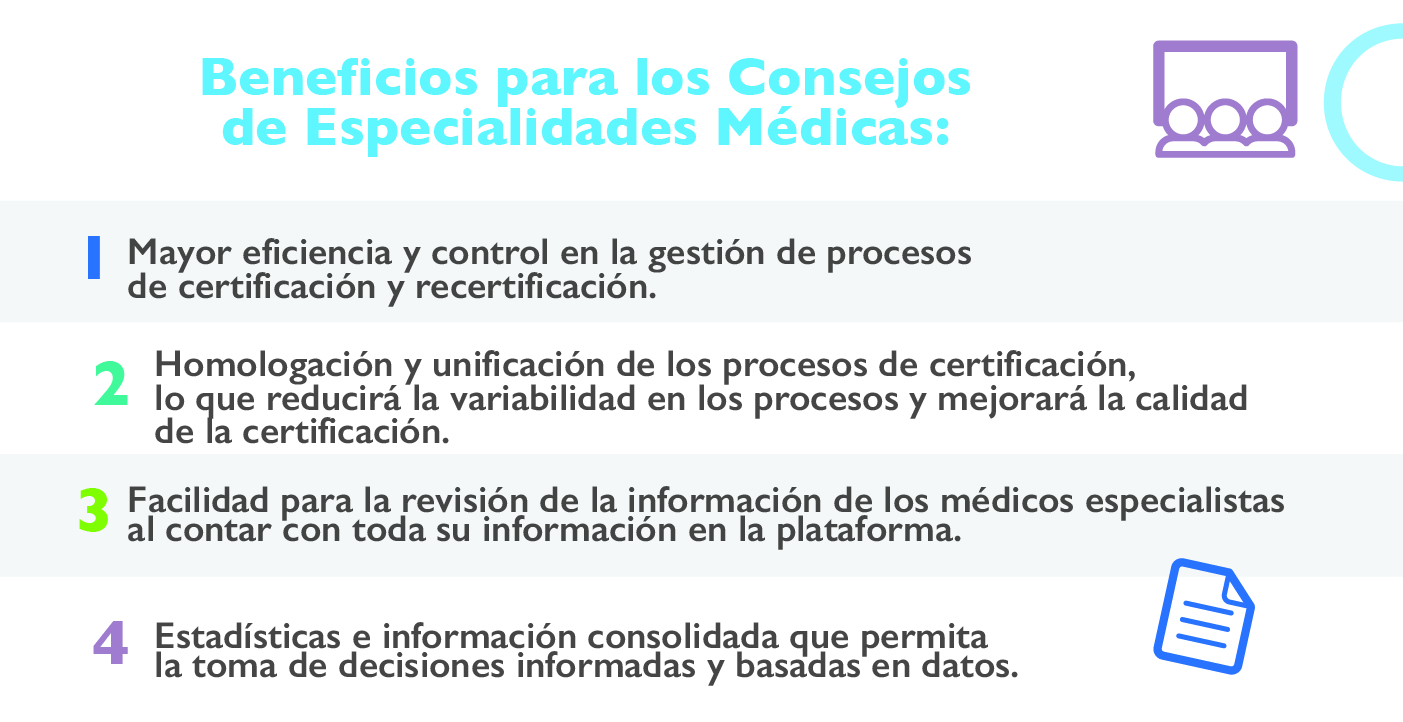 Beneficios para los Consejos
de Especialidades Médicas:
1 Mayor eficiencia y control en la gestión de procesos
de certificación y recertificación.
2 Homologación y unificación de los procesos de certificación,
lo que reducirá la variabilidad en los procesos y mejorará la calidad
de la certificación.
3 Facilidad para la revisión de la información de los médicos especialistas
al contar con toda su información en la plataforma.
4 Estadísticas e información consolidada que permita
la toma de decisiones informadas y basadas en datos.